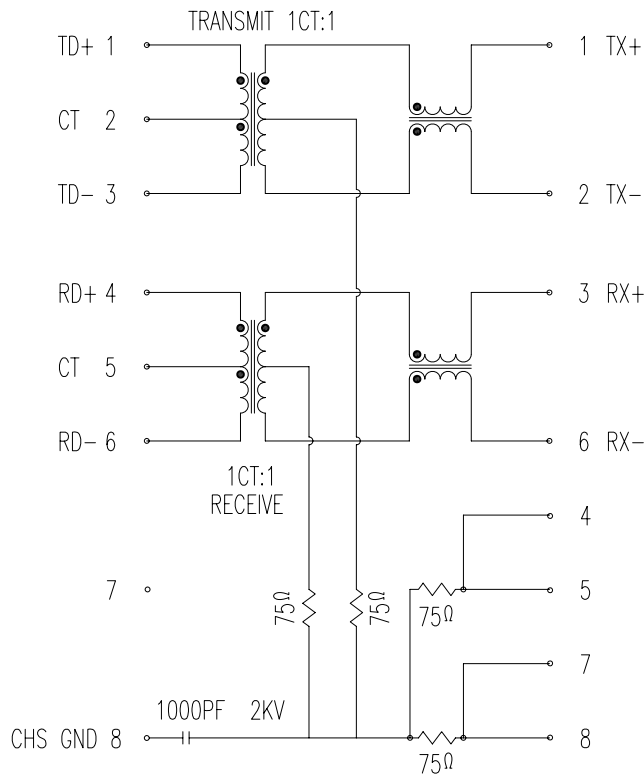 TRANSMIT 1CT:1
TD+ 1
1 TX+
CT 2
TD- 3
2 TX-
RD+ 4
3 RX+
CT 5
RD- 6
6 RX-
1CT:1
RECEIVE
4
7
75Ω
75Ω
5
75Ω
7
1000PF 2KV
CHS GND 8
8
75Ω